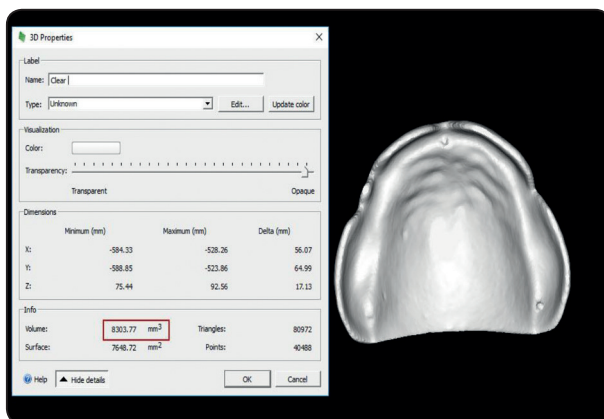 3D Properties
Label
Name: Clear
Type: Unknown Edit... Update color
Visualization
Color:
Transparency:
Transparent Opaque
Dimensions
Minimum (mm) Maximum (mm) Delta (mm)
X: -584.33 -528.26 56.07
Y: -588.85 -523.86 64.99
Z: 75.44 92.56 17.13
Info
Volume: 8303.77 mm3 Triangles: 80972
Surface: 7648.72 mm2 Points: 40488
Help Hide details OK Cancel